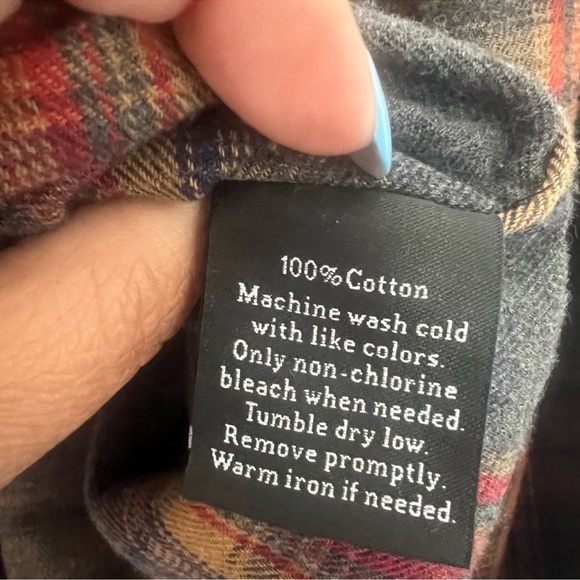 100% Cotton
Machine wash cold
with like colors.
Only non-chlorine
bleach when needed.
Tumble dry low.
Remove promptly.
Warm iron if needed.